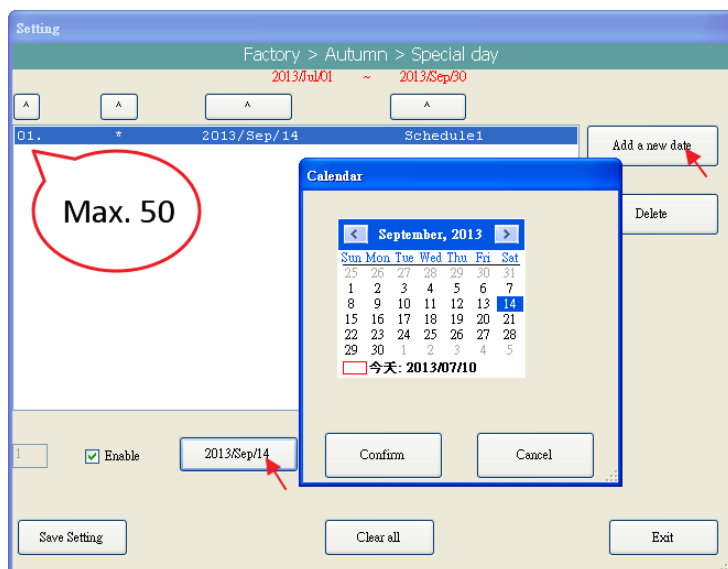 Setting
Factory > Autumn > Special day
2013/Jul/01 ~ 2013/Sep/30
^ ^ ^ ^
01. * 2013/Sep/14 Schedule1
Add a new date
Max. 50
Delete
Calendar
< September, 2013 >
Sun Mon Tue Wed Thu Fri Sat
25 26 27 28 29 30 31
1 2 3 4 5 6 7
8 9 10 11 12 13 14
15 16 17 18 19 20 21
22 23 24 25 26 27 28
29 30 1 2 3 4 5
今天: 2013/07/10
Confirm Cancel
1 Enable 2013/Sep/14
Save Setting Clear all Exit